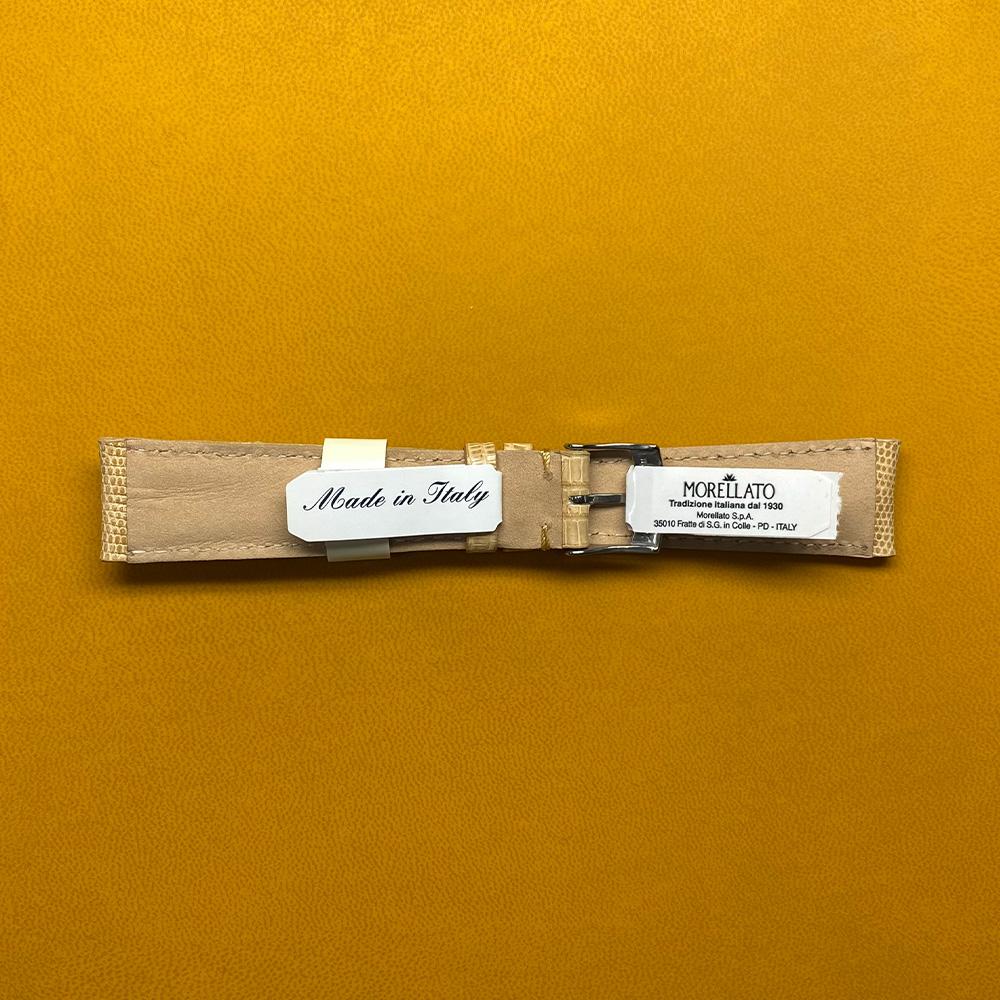 Made in Italy
MORELLATO
Tradizione Italiana dal 1930
Morellato S.p.A.
35010 Fratte di S.G. in Colle - PD - ITALY